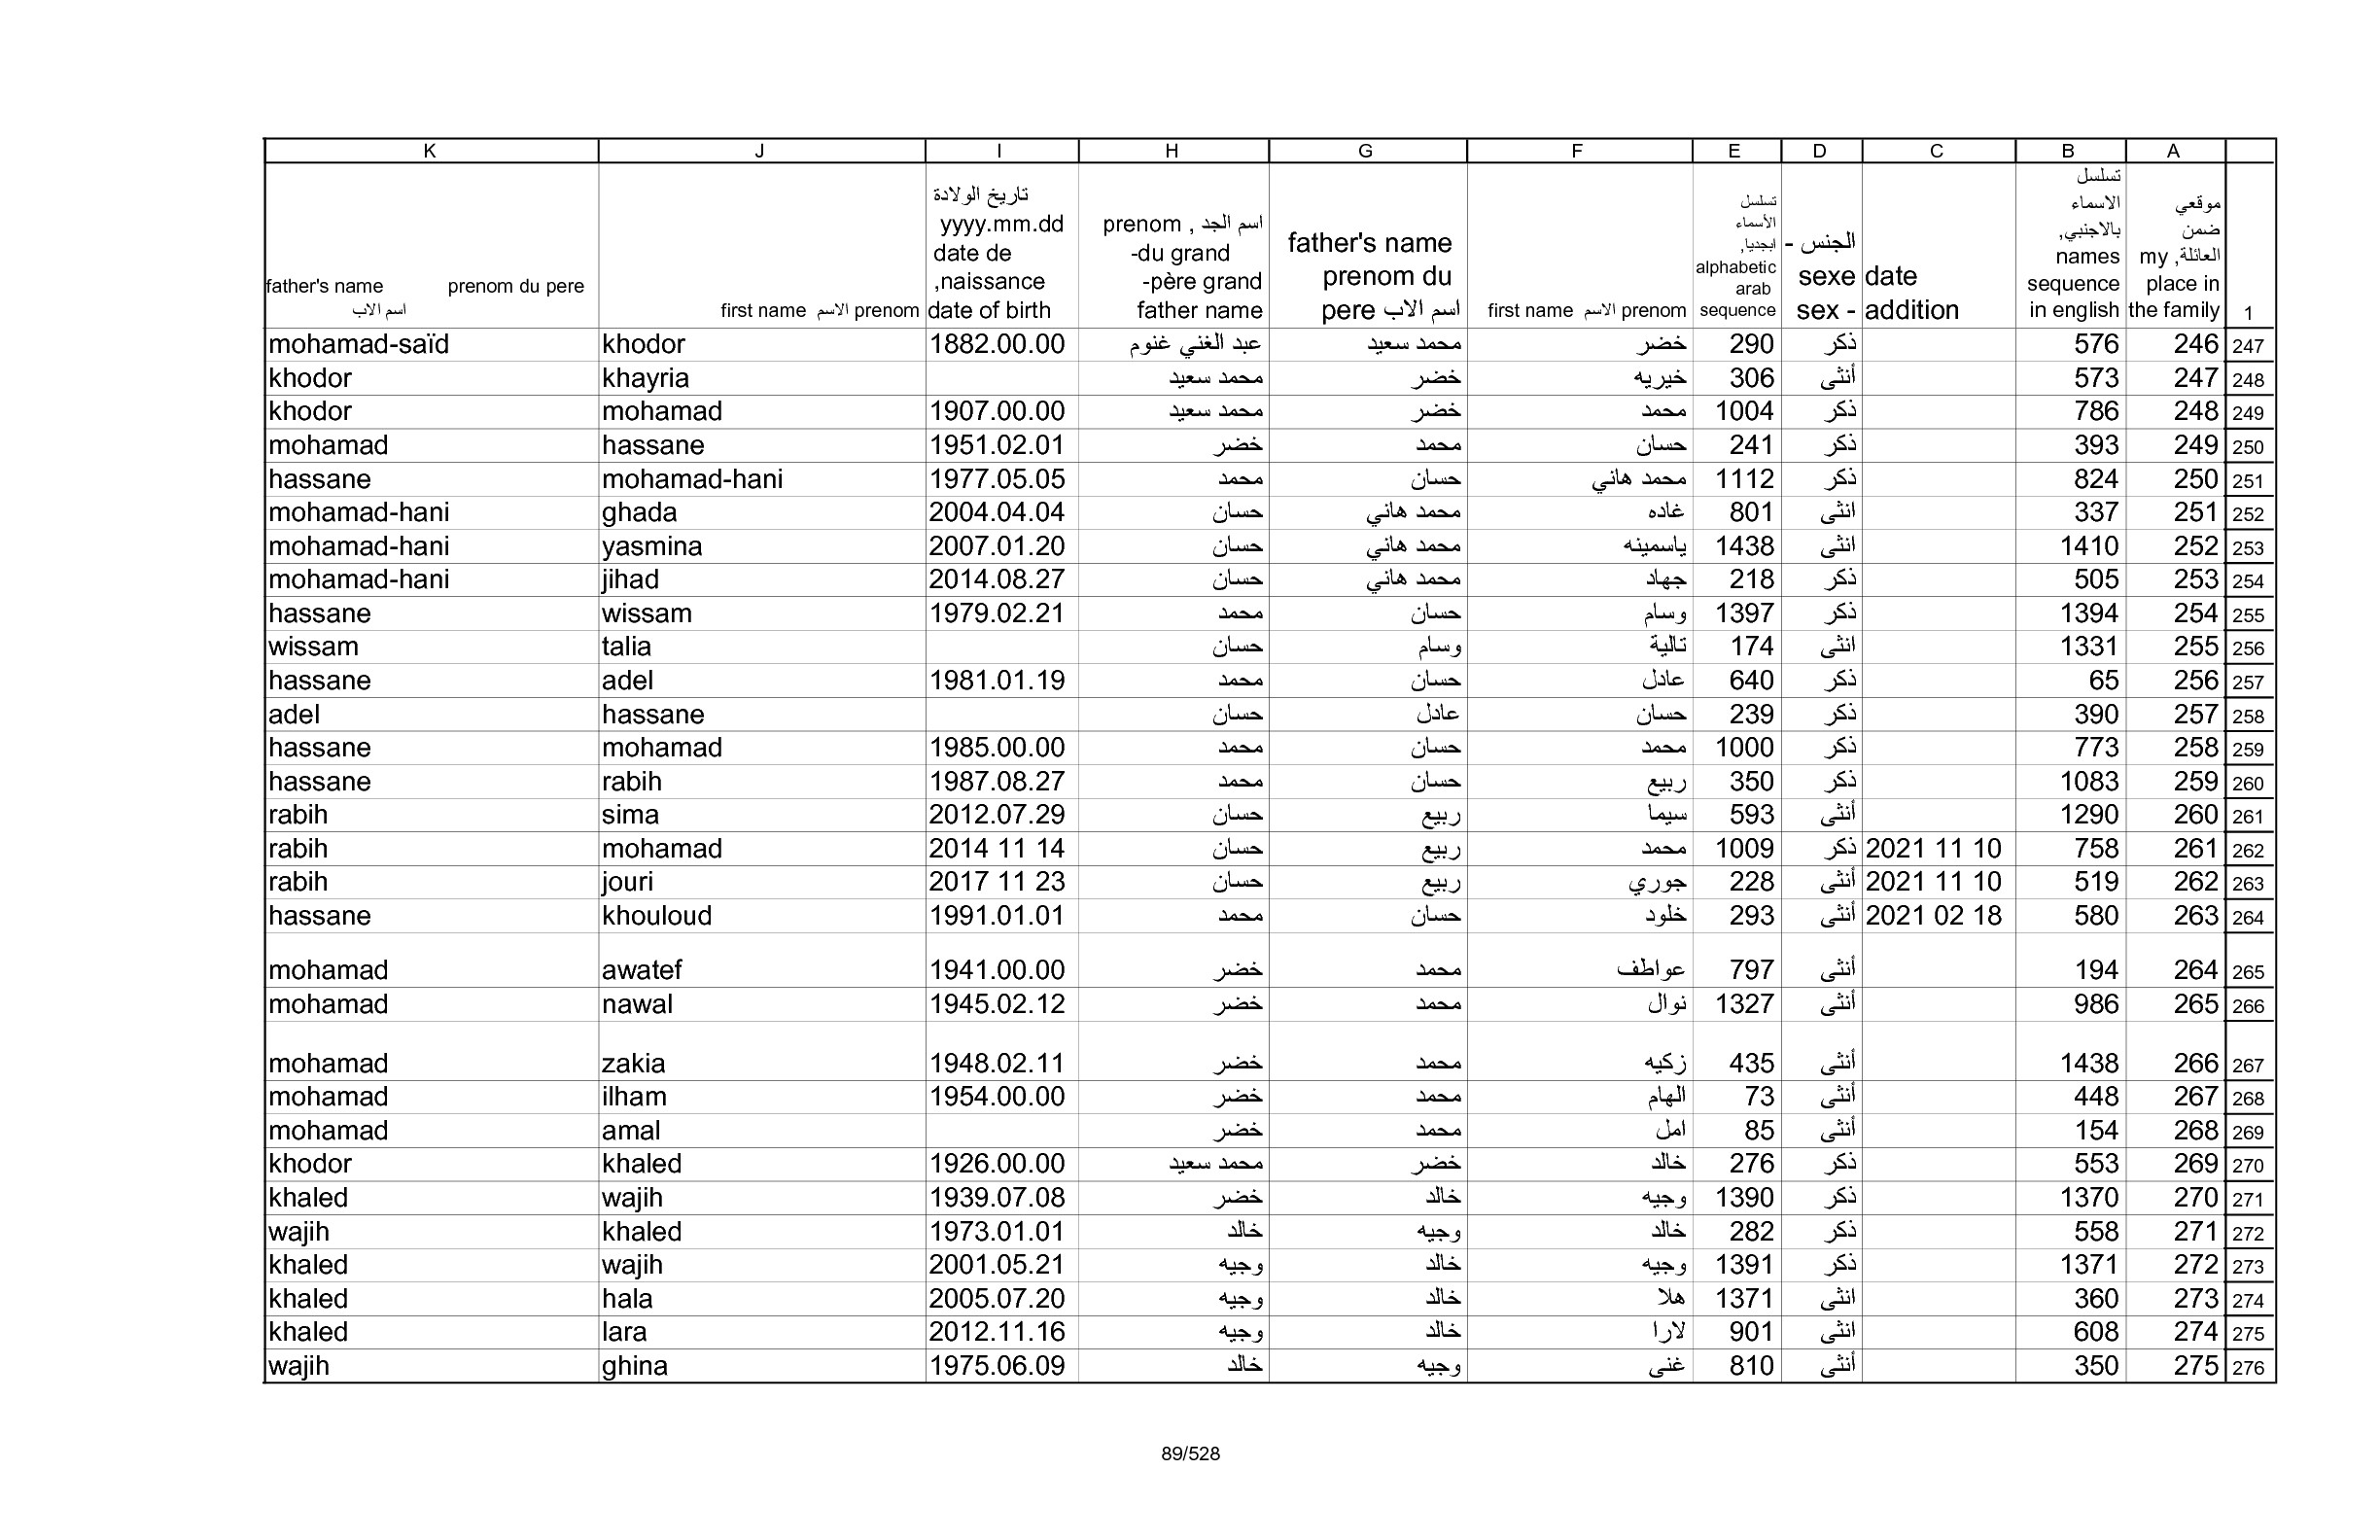 K J I H G F E D C B A
father's name prenom du pere اسم الاب
first name الاسم prenom
تاريخ الولادة yyyy.mm.dd date de naissance, date of birth
اسم الجد , prenom du grand-père grand-father name
father's name prenom du pere اسم الاب
first name الاسم prenom
تسلسل الأسماء ابجديا, alphabetic arab sequence
الجنس - sexe sex -
date addition
تسلسل الاسماء بالاجنبي, names sequence in english
موقعي ضمن العائلة, my place in the family
1
mohamad-saïd khodor 1882.00.00 عبد الغني غنوم محمد سعيد خضر 290 ذكر 576 246 247
khodor khayria محمد سعيد خضر خيريه 306 أنثى 573 247 248
khodor mohamad 1907.00.00 محمد سعيد خضر محمد 1004 ذكر 786 248 249
mohamad hassane 1951.02.01 خضر محمد حسان 241 ذكر 393 249 250
hassane mohamad-hani 1977.05.05 محمد حسان محمد هاني 1112 ذكر 824 250 251
mohamad-hani ghada 2004.04.04 حسان محمد هاني غاده 801 انثى 337 251 252
mohamad-hani yasmina 2007.01.20 حسان محمد هاني ياسمينه 1438 انثى 1410 252 253
mohamad-hani jihad 2014.08.27 حسان محمد هاني جهاد 218 ذكر 505 253 254
hassane wissam 1979.02.21 محمد حسان وسام 1397 ذكر 1394 254 255
wissam talia حسان وسام تالية 174 انثى 1331 255 256
hassane adel 1981.01.19 محمد حسان عادل 640 ذكر 65 256 257
adel hassane حسان عادل حسان 239 ذكر 390 257 258
hassane mohamad 1985.00.00 محمد حسان محمد 1000 ذكر 773 258 259
hassane rabih 1987.08.27 محمد حسان ربيع 350 ذكر 1083 259 260
rabih sima 2012.07.29 حسان ربيع سيما 593 أنثى 1290 260 261
rabih mohamad 2014 11 14 حسان ربيع محمد 1009 ذكر 2021 11 10 758 261 262
rabih jouri 2017 11 23 حسان ربيع جوري 228 أنثى 2021 11 10 519 262 263
hassane khouloud 1991.01.01 محمد حسان خلود 293 أنثى 2021 02 18 580 263 264
mohamad awatef 1941.00.00 خضر محمد عواطف 797 أنثى 194 264 265
mohamad nawal 1945.02.12 خضر محمد نوال 1327 أنثى 986 265 266
mohamad zakia 1948.02.11 خضر محمد زكيه 435 أنثى 1438 266 267
mohamad ilham 1954.00.00 خضر محمد الهام 73 أنثى 448 267 268
mohamad amal خضر محمد امل 85 أنثى 154 268 269
khodor khaled 1926.00.00 محمد سعيد خضر خالد 276 ذكر 553 269 270
khaled wajih 1939.07.08 خضر خالد وجيه 1390 ذكر 1370 270 271
wajih khaled 1973.01.01 خالد وجيه خالد 282 ذكر 558 271 272
khaled wajih 2001.05.21 وجيه خالد وجيه 1391 ذكر 1371 272 273
khaled hala 2005.07.20 وجيه خالد هلا 1371 انثى 360 273 274
khaled lara 2012.11.16 وجيه خالد لارا 901 انثى 608 274 275
wajih ghina 1975.06.09 خالد وجيه غنى 810 أنثى 350 275 276
89/528